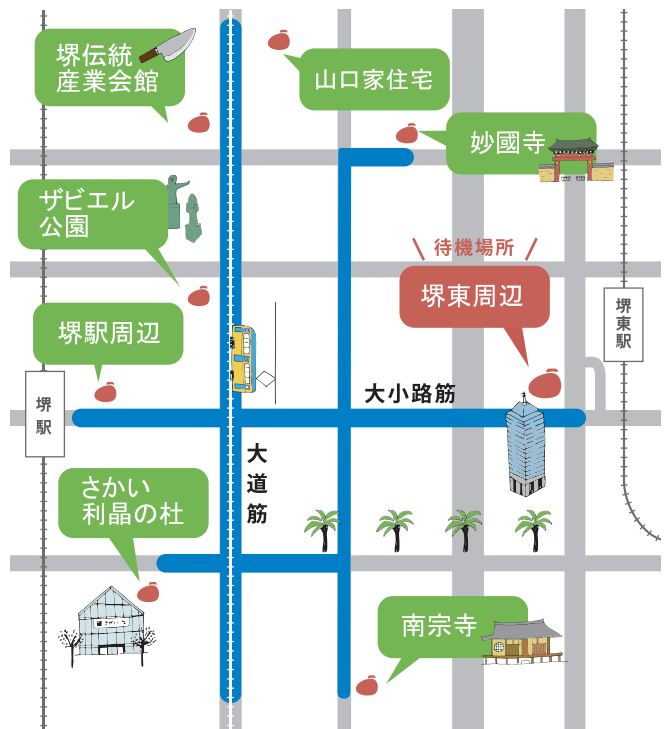 堺伝統
産業会館
山口家住宅
妙國寺
ザビエル
公園
待機場所
堺東周辺
堺東駅
堺駅周辺
大小路筋
堺駅
大道筋
さかい
利晶の杜
南宗寺